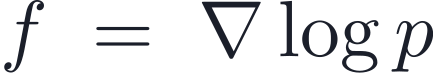 f = ∇ log p